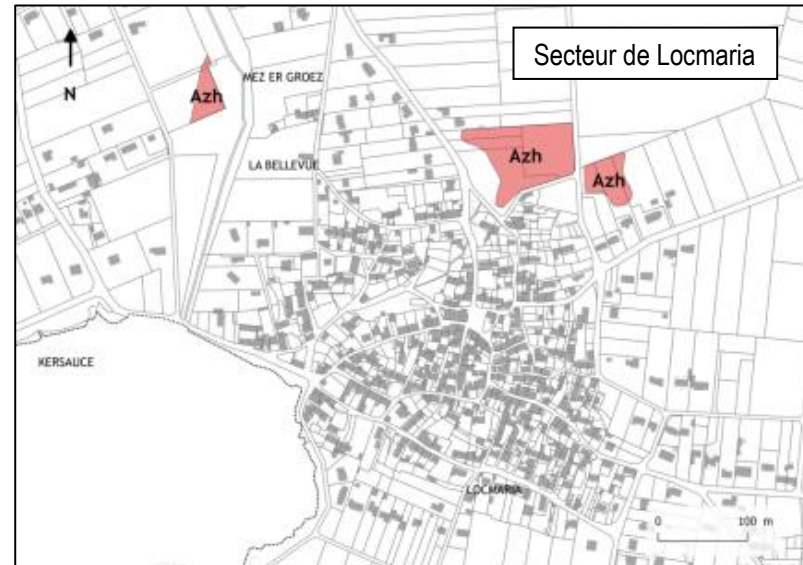 Secteur de Locmaria
N
MEZ ER GROEZ
Azh
LA BELLEVUE
Azh
Azh
KERSAUCE
LOCMARIA
0 100 m